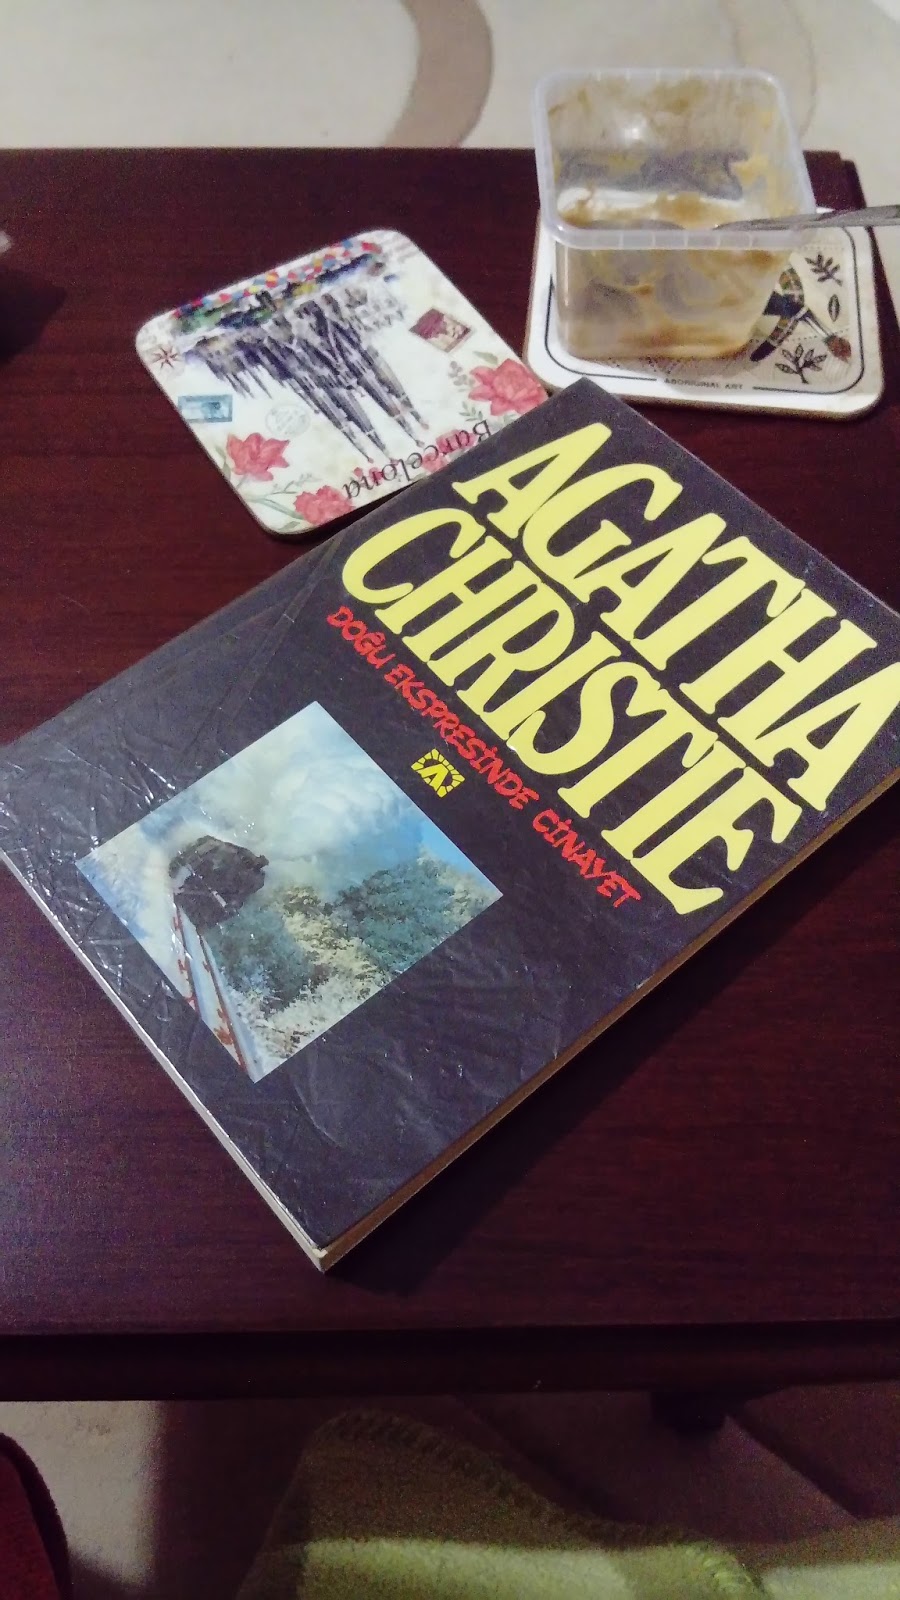 AGATHA
CHRISTIE
DOĞU EKSPRESİNDE CİNAYET
Barcelona
ABORIGINAL ART